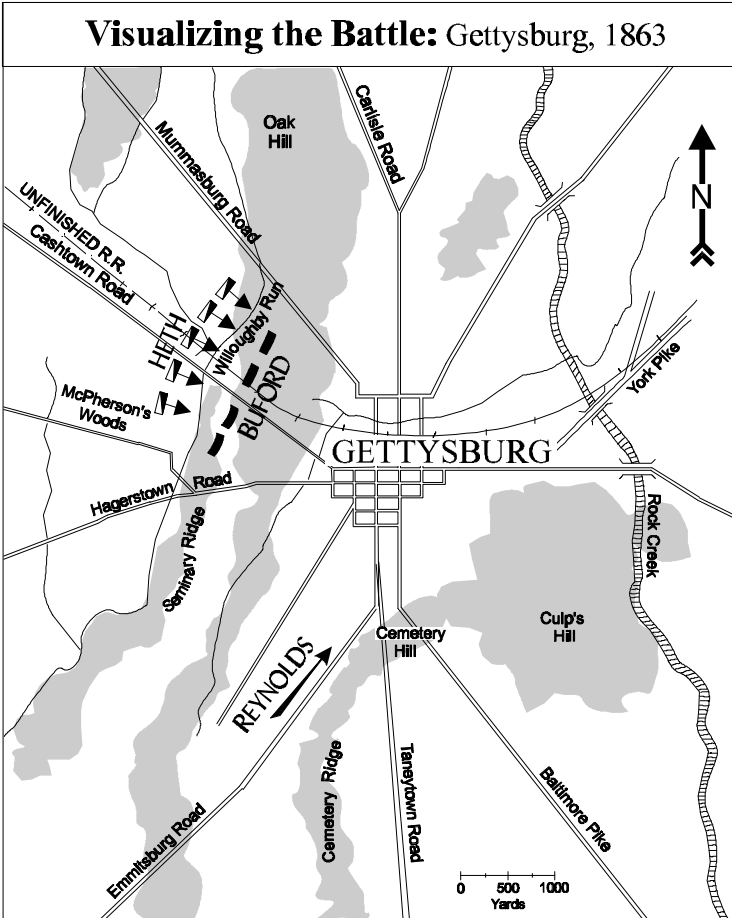 Visualizing the Battle: Gettysburg, 1863
Oak
Hill
Carlisle Road
Mummasburg Road
N
UNFINISHED R.R.
Cashtown Road
Willoughby Run
HETH
BUFORD
McPherson's
Woods
York Pike
GETTYSBURG
Hagerstown Road
Rock Creek
Seminary Ridge
Culp's
Hill
Cemetery
Hill
REYNOLDS
Cemetery Ridge
Taneytown Road
Baltimore Pike
Emmitsburg Road
0 500 1000
Yards